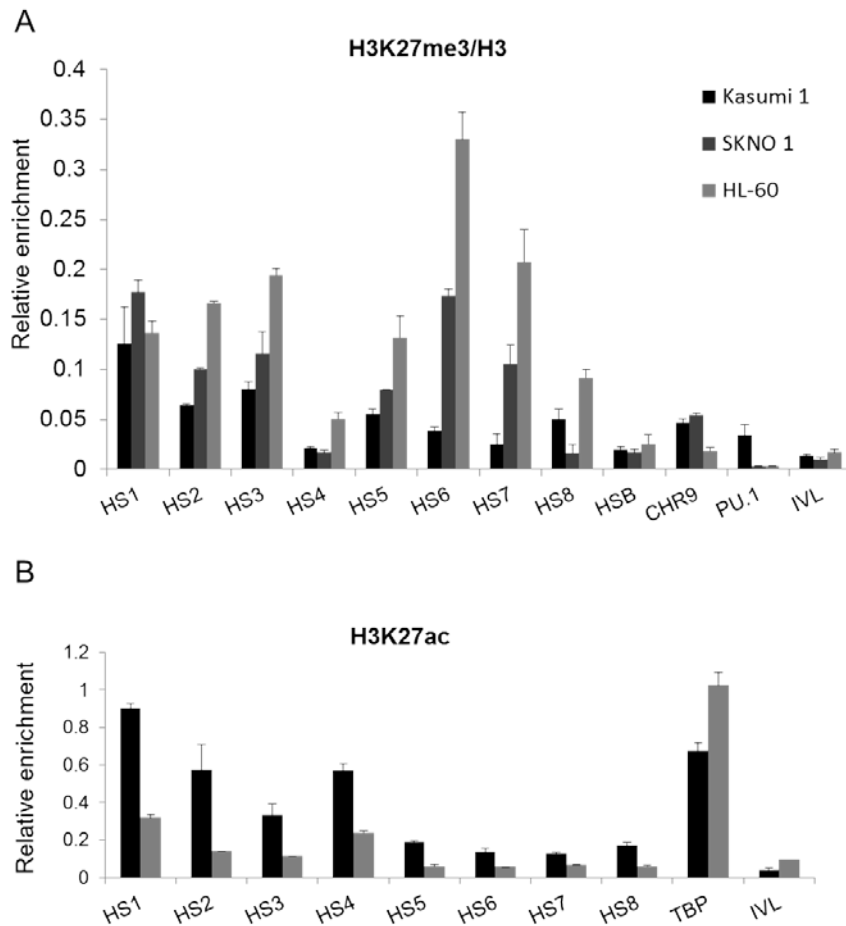 A
H3K27me3/H3
0.4
0.35
0.3
0.25
0.2
0.15
0.1
0.05
0
Relative enrichment
Kasumi 1
SKNO 1
HL-60
HS1 HS2 HS3 HS4 HS5 HS6 HS7 HS8 HSB CHR9 PU.1 IVL
B
H3K27ac
1.2
1
0.8
0.6
0.4
0.2
0
Relative enrichment
HS1 HS2 HS3 HS4 HS5 HS6 HS7 HS8 TBP IVL